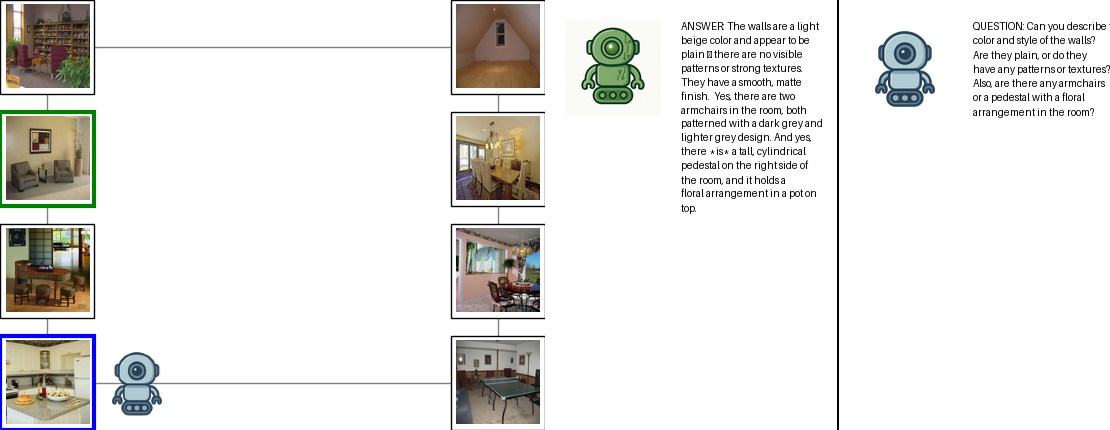 ANSWER: The walls are a light
beige color and appear to be
plain there are no visible
patterns or strong textures.
They have a smooth, matte
finish. Yes, there are two
armchairs in the room, both
patterned with a dark grey and
lighter grey design. And yes,
there *is* a tall, cylindrical
pedestal on the right side of
the room, and it holds a
floral arrangement in a pot on
top.
QUESTION: Can you describe
color and style of the walls?
Are they plain, or do they
have any patterns or textures?
Also, are there any armchairs
or a pedestal with a floral
arrangement in the room?